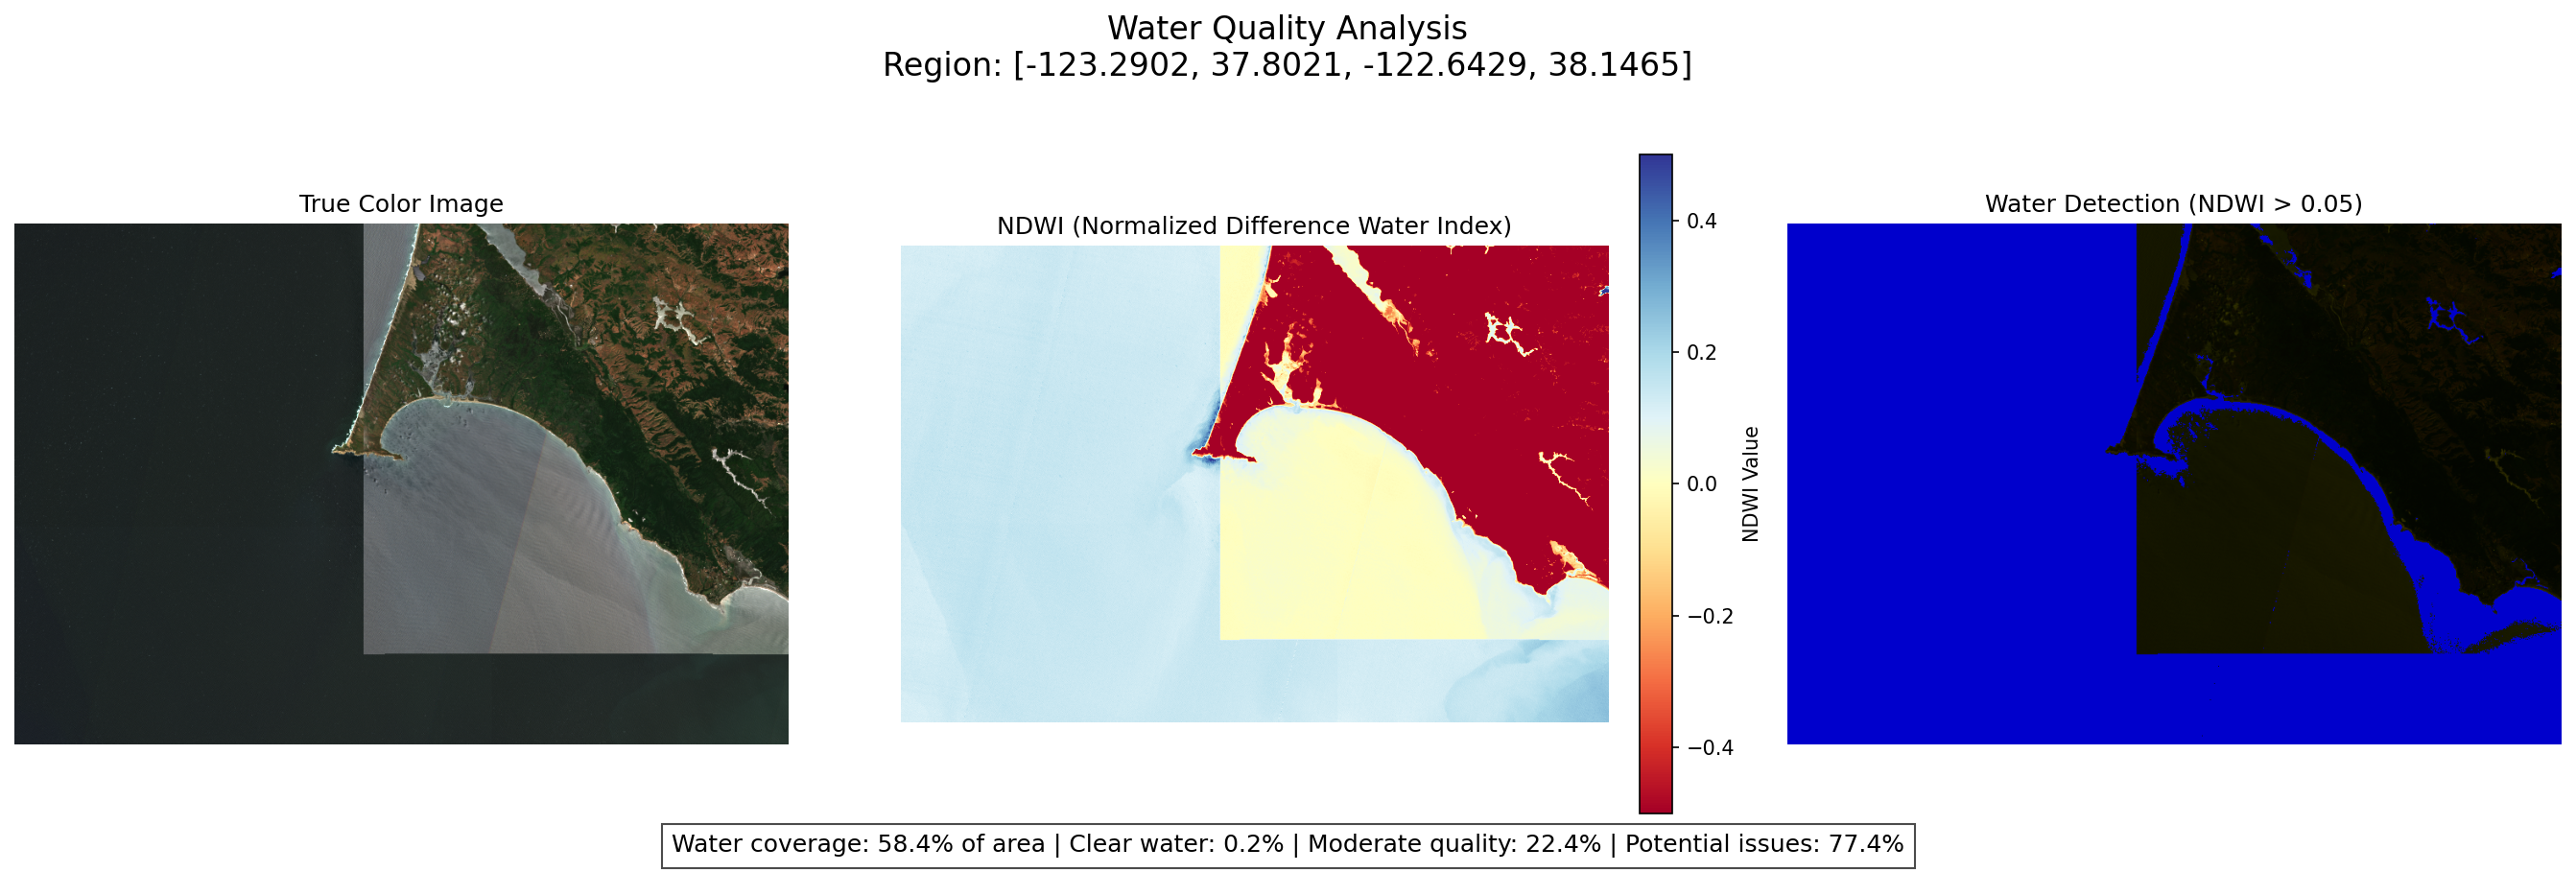 Water Quality Analysis
Region: [-123.2902, 37.8021, -122.6429, 38.1465]
True Color Image
NDWI (Normalized Difference Water Index)
0.4
0.2
0.0
−0.2
−0.4
NDWI Value
Water Detection (NDWI > 0.05)
Water coverage: 58.4% of area | Clear water: 0.2% | Moderate quality: 22.4% | Potential issues: 77.4%